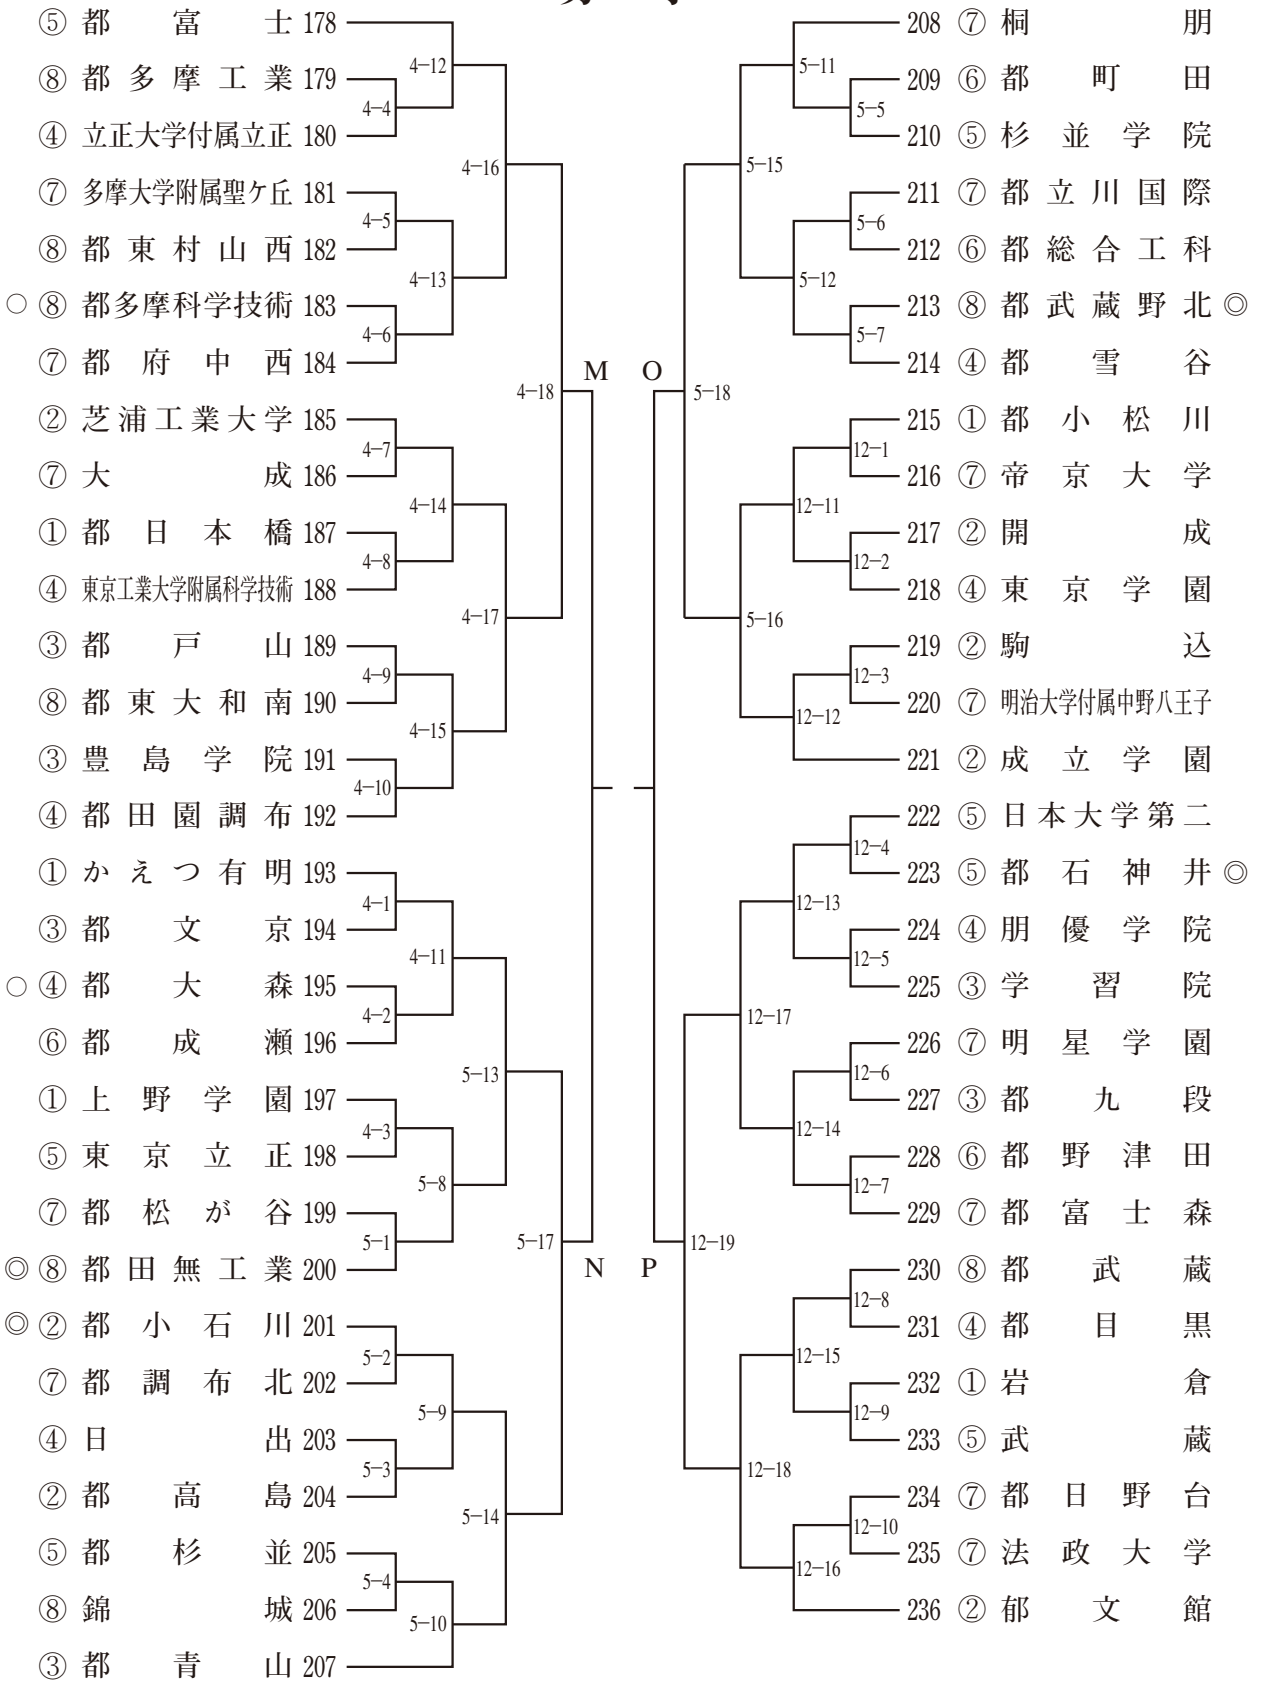 ⑤ 都富士 178
⑧ 都多摩工業 179
④ 立正大学付属立正 180
⑦ 多摩大学附属聖ケ丘 181
⑧ 都東村山西 182
○ ⑧ 都多摩科学技術 183
⑦ 都府中西 184
② 芝浦工業大学 185
⑦ 大成 186
① 都日本橋 187
④ 東京工業大学附属科学技術 188
③ 都戸山 189
⑧ 都東大和南 190
③ 豊島学院 191
④ 都田園調布 192
① かえつ有明 193
③ 都文京 194
○ ④ 都大森 195
⑥ 都成瀬 196
① 上野学園 197
⑤ 東京立正 198
⑦ 都松が谷 199
◎ ⑧ 都田無工業 200
◎ ② 都小石川 201
⑦ 都調布北 202
④ 日出 203
② 都高島 204
⑤ 都杉並 205
⑧ 錦城 206
③ 都青山 207
4-12
4-4
4-16
4-5
4-13
4-6
4-18
4-7
4-14
4-8
4-17
4-9
4-15
4-10
4-1
4-11
4-2
5-13
4-3
5-8
5-1
5-17
5-2
5-9
5-3
5-14
5-4
5-10
M O
N P
5-11
5-5
5-15
5-6
5-12
5-7
5-18
12-1
12-11
12-2
5-16
12-3
12-12
12-4
12-13
12-5
12-17
12-6
12-14
12-7
12-19
12-8
12-15
12-9
12-18
12-10
12-16
208 ⑦ 桐朋
209 ⑥ 都町田
210 ⑤ 杉並学院
211 ⑦ 都立川国際
212 ⑥ 都総合工科
213 ⑧ 都武蔵野北 ◎
214 ④ 都雪谷
215 ① 都小松川
216 ⑦ 帝京大学
217 ② 開成
218 ④ 東京学園
219 ② 駒込
220 ⑦ 明治大学付属中野八王子
221 ② 成立学園
222 ⑤ 日本大学第二
223 ⑤ 都石神井 ◎
224 ④ 朋優学院
225 ③ 学習院
226 ⑦ 明星学園
227 ③ 都九段
228 ⑥ 都野津田
229 ⑦ 都富士森
230 ⑧ 都武蔵
231 ④ 都目黒
232 ① 岩倉
233 ⑤ 武蔵
234 ⑦ 都日野台
235 ⑦ 法政大学
236 ② 郁文館